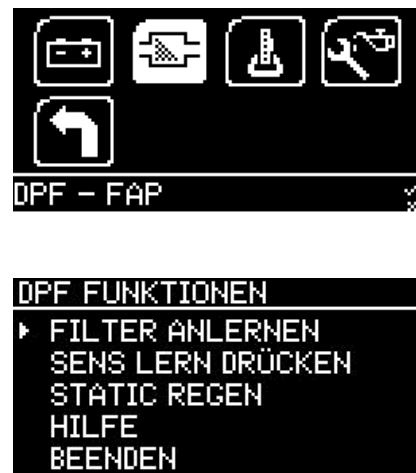 DPF – FAP
DPF FUNKTIONEN
FILTER ANLERNEN
SENS LERN DRÜCKEN
STATIC REGEN
HILFE
BEENDEN